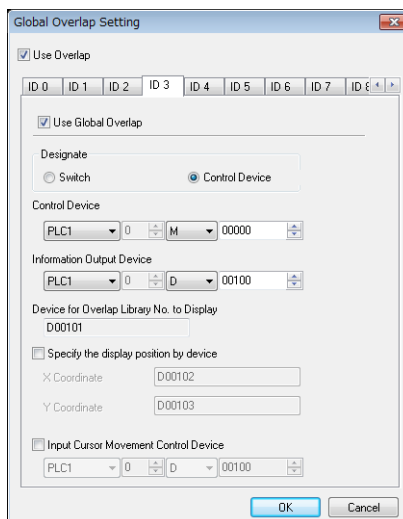 Global Overlap Setting
Use Overlap
ID 0 ID 1 ID 2 ID 3 ID 4 ID 5 ID 6 ID 7 ID 8
Use Global Overlap
Designate
Switch Control Device
Control Device
PLC1 0 M 00000
Information Output Device
PLC1 0 D 00100
Device for Overlap Library No. to Display
D00101
Specify the display position by device
X Coordinate D00102
Y Coordinate D00103
Input Cursor Movement Control Device
PLC1 0 D 00100
OK Cancel